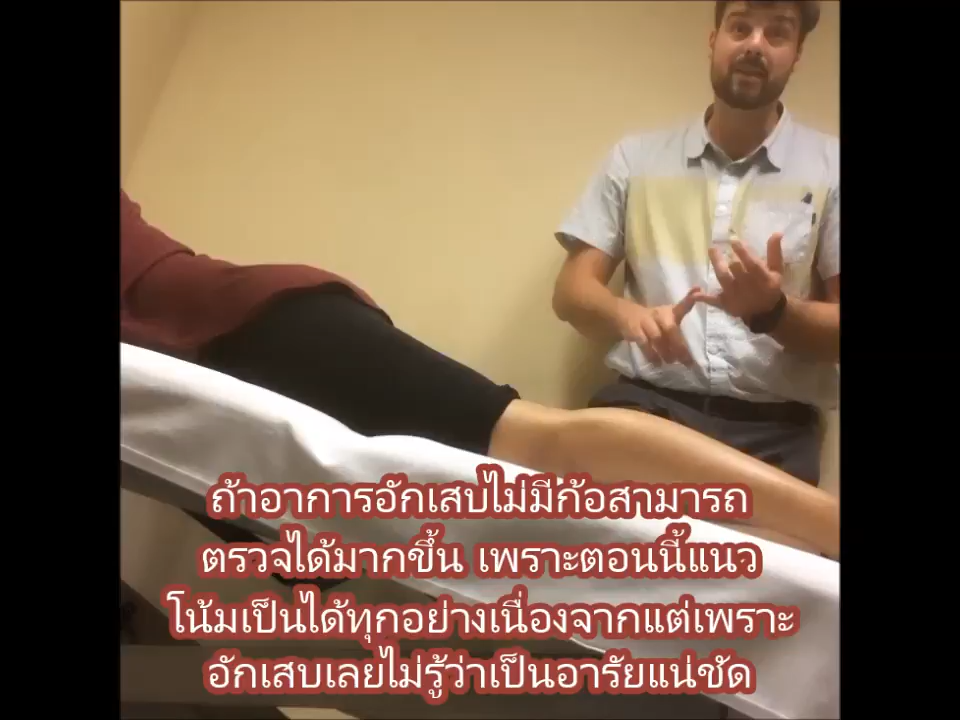 ถ้าอาการอักเสบไม่มีก้อสามารถ
ตรวจได้มากขึ้น เพราะตอนนี้แนว
โน้มเป็นได้ทุกอย่างเนื่องจากแต่เพราะ
อักเสบเลยไม่รู้ว่าเป็นอารัยแน่ชัด